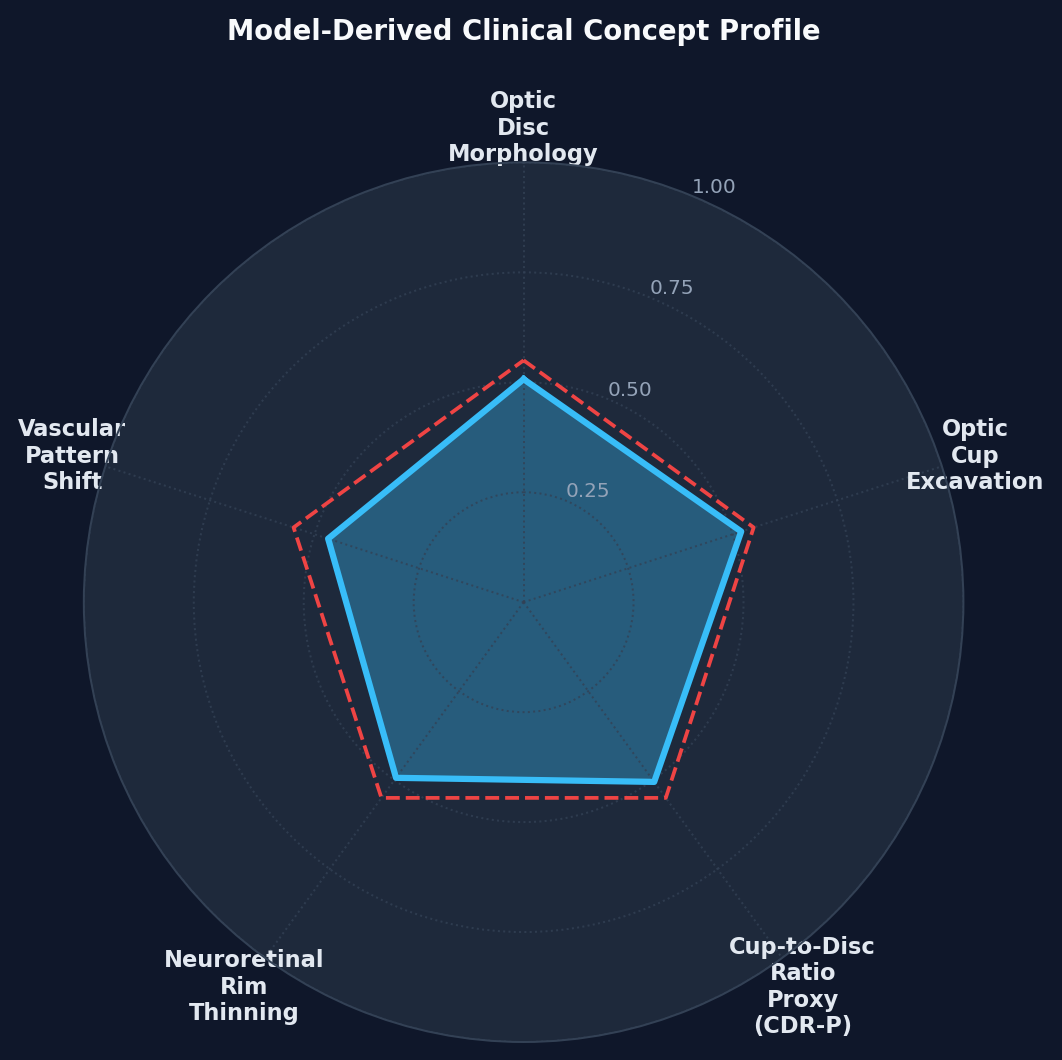 Model-Derived Clinical Concept Profile
Optic
Disc
Morphology
1.00
0.75
0.50
0.25
Vascular
Pattern
Shift
Optic
Cup
Excavation
Neuroretinal
Rim
Thinning
Cup-to-Disc
Ratio
Proxy
(CDR-P)